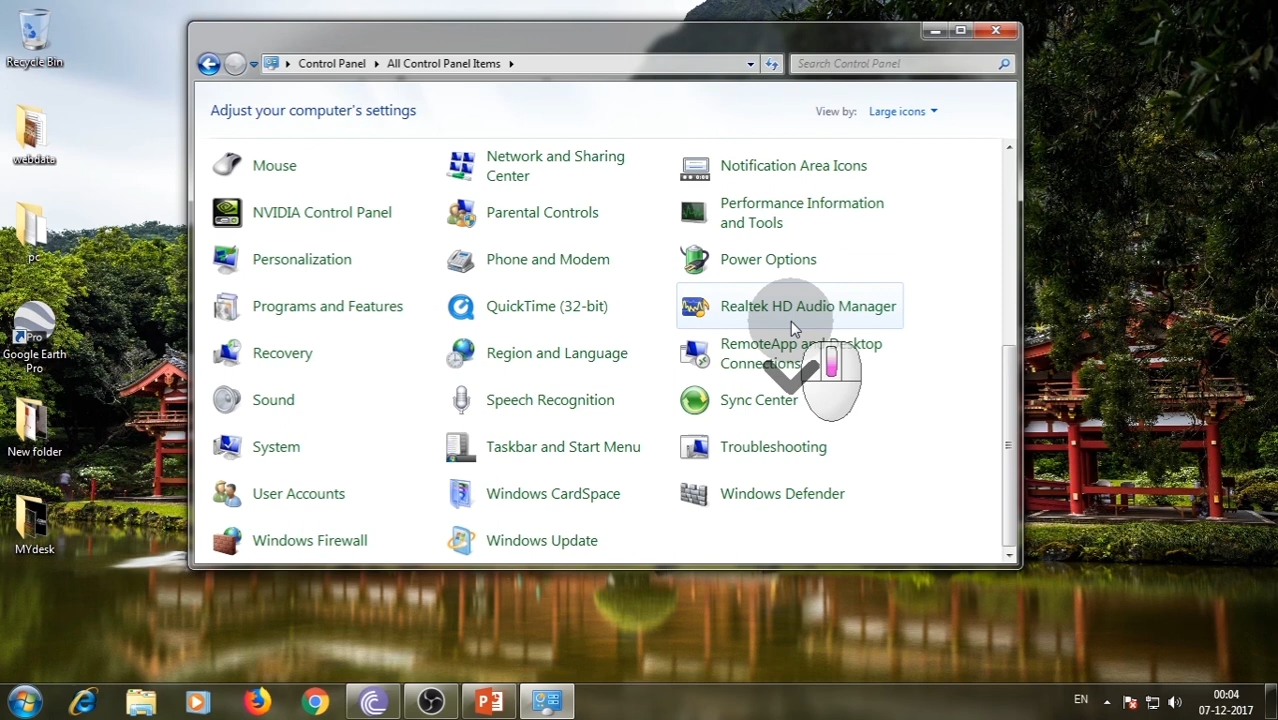 Recycle Bin
webdata
pc
Pro
Google Earth
Pro
New folder
MYdesk
Control Panel
All Control Panel Items
Search Control Panel
Adjust your computer's settings
View by:
Large icons
Mouse
Network and Sharing
Center
Notification Area Icons
NVIDIA Control Panel
Parental Controls
Performance Information
and Tools
Personalization
Phone and Modem
Power Options
Programs and Features
QuickTime (32-bit)
Realtek HD Audio Manager
Recovery
Region and Language
RemoteApp and Desktop
Connections
Sound
Speech Recognition
Sync Center
System
Taskbar and Start Menu
Troubleshooting
User Accounts
Windows CardSpace
Windows Defender
Windows Firewall
Windows Update
EN
00:04
07-12-2017